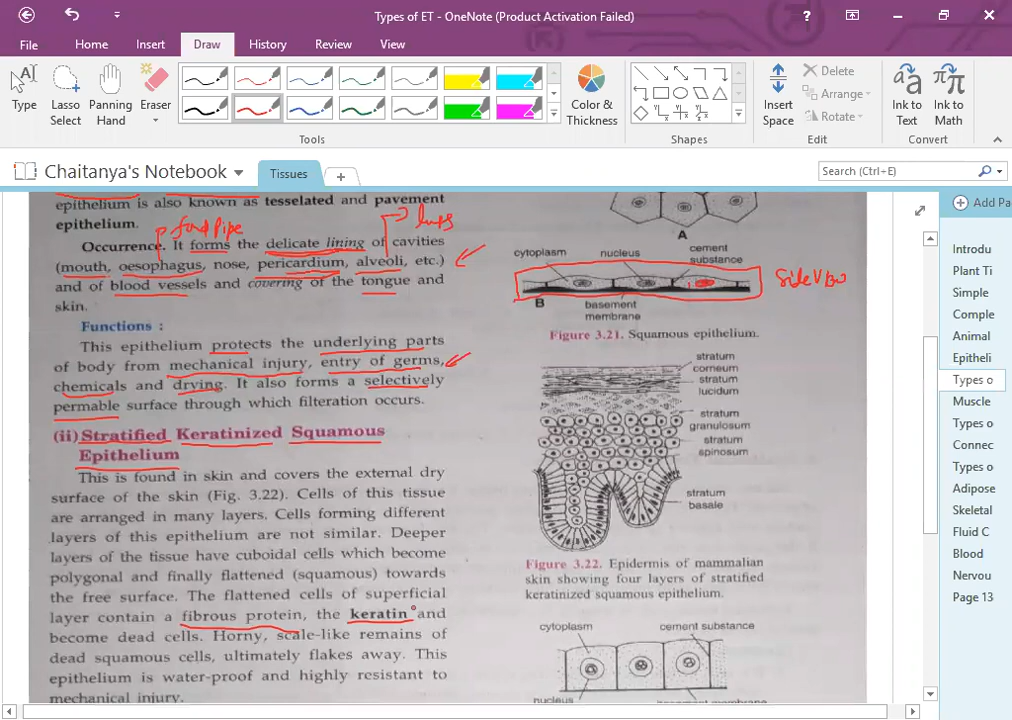 Types of ET - OneNote (Product Activation Failed)
?
File Home Insert Draw History Review View
Type
Lasso Select
Panning Hand
Eraser
Color & Thickness
Insert Space
Delete
Arrange
Rotate
Ink to Text
Ink to Math
Tools
Shapes
Edit
Convert
Chaitanya's Notebook
Tissues
Search (Ctrl+E)
Add Pa
Introdu
Plant Ti
Simple
Comple
Animal
Epitheli
Types o
Muscle
Types o
Connec
Types o
Adipose
Skeletal
Fluid C
Blood
Nervou
Page 13
epithelium is also known as tesselated and pavement
epithelium.
food pipe
Occurrence. It forms the delicate lining of cavities
(mouth, oesophagus, nose, pericardium, alveoli, etc.)
and of blood vessels and covering of the tongue and
skin.
Functions :
This epithelium protects the underlying parts
of body from mechanical injury, entry of germs,
chemicals and drying. It also forms a selectively
permable surface through which filteration occurs.
(ii) Stratified Keratinized Squamous
Epithelium
This is found in skin and covers the external dry
surface of the skin (Fig. 3.22). Cells of this tissue
are arranged in many layers. Cells forming different
layers of this epithelium are not similar. Deeper
layers of the tissue have cuboidal cells which become
polygonal and finally flattened (squamous) towards
the free surface. The flattened cells of superficial
layer contain a fibrous protein, the keratin and
become dead cells. Horny, scale-like remains of
dead squamous cells, ultimately flakes away. This
epithelium is water-proof and highly resistant to
mechanical injury.
A
cytoplasm
nucleus
cement
substance
B
basement
membrane
Figure 3.21. Squamous epithelium.
stratum
corneum
stratum
lucidum
stratum
granulosum
stratum
spinosum
stratum
basale
Figure 3.22. Epidermis of mammalian
skin showing four layers of stratified
keratinized squamous epithelium.
cytoplasm
cement substance
nucleus
basement membrane